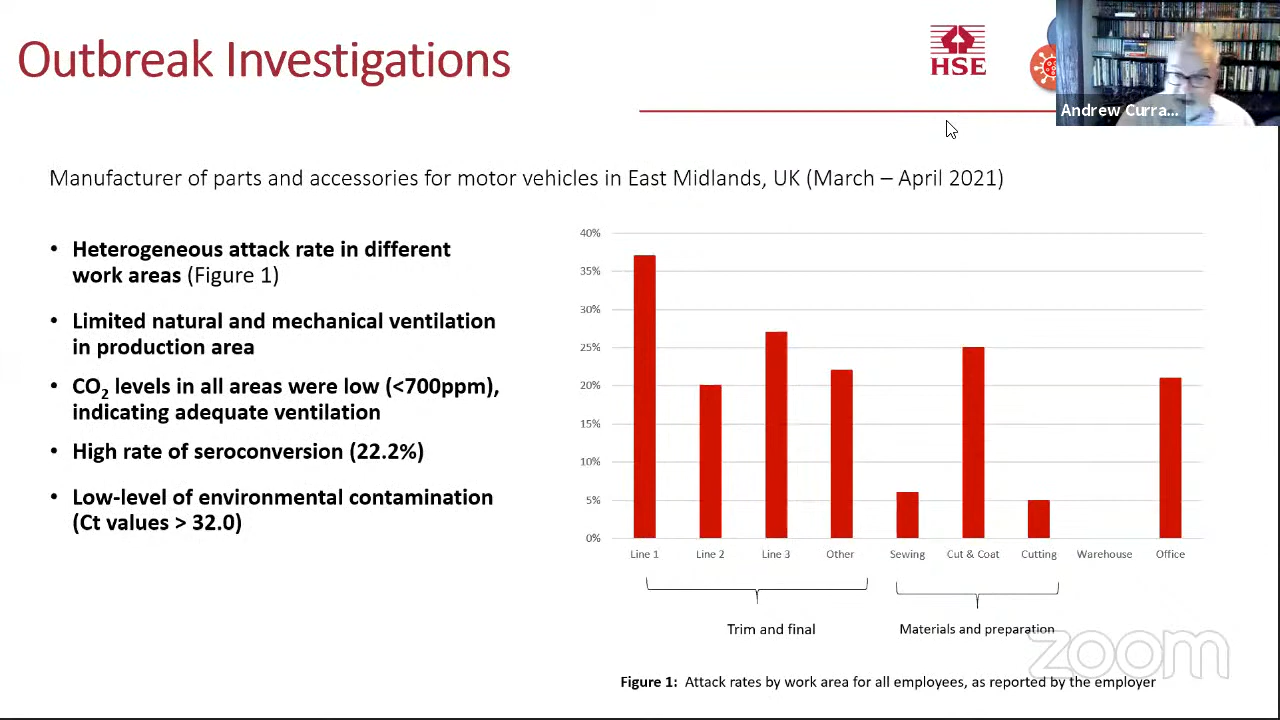 Outbreak Investigations
HSE
Andrew Curra...
Manufacturer of parts and accessories for motor vehicles in East Midlands, UK (March – April 2021)
• Heterogeneous attack rate in different
work areas (Figure 1)
• Limited natural and mechanical ventilation
in production area
• CO2 levels in all areas were low (<700ppm),
indicating adequate ventilation
• High rate of seroconversion (22.2%)
• Low-level of environmental contamination
(Ct values > 32.0)
40%
35%
30%
25%
20%
15%
10%
5%
0%
Line 1 Line 2 Line 3 Other Sewing Cut & Coat Cutting Warehouse Office
Trim and final Materials and preparation
zoom
Figure 1: Attack rates by work area for all employees, as reported by the employer